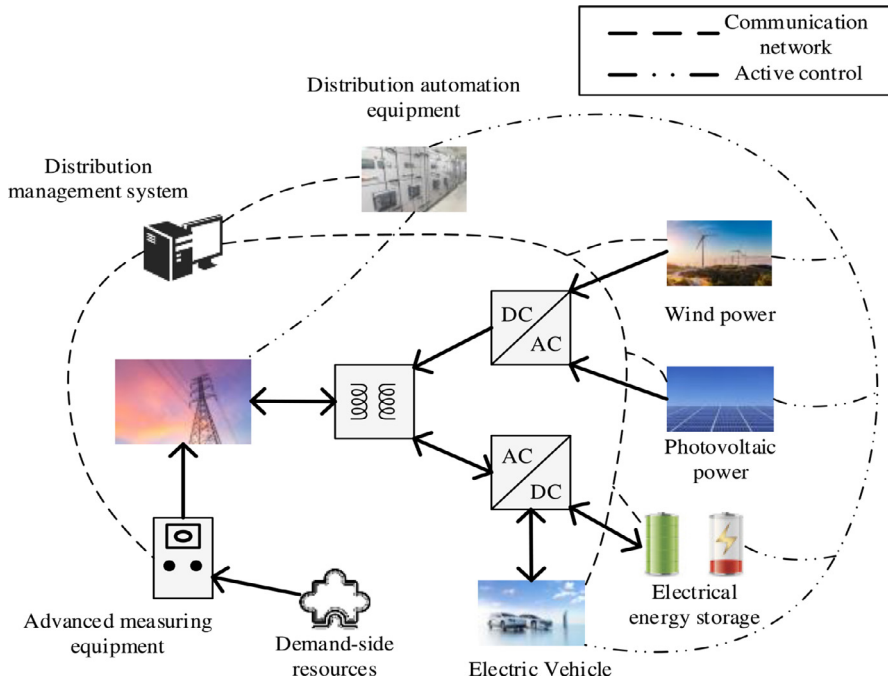 Communication
network
Active control
Distribution automation
equipment
Distribution
management system
DC
AC
Wind power
AC
DC
Photovoltaic
power
Electrical
energy storage
Advanced measuring
equipment
Demand-side
resources
Electric Vehicle